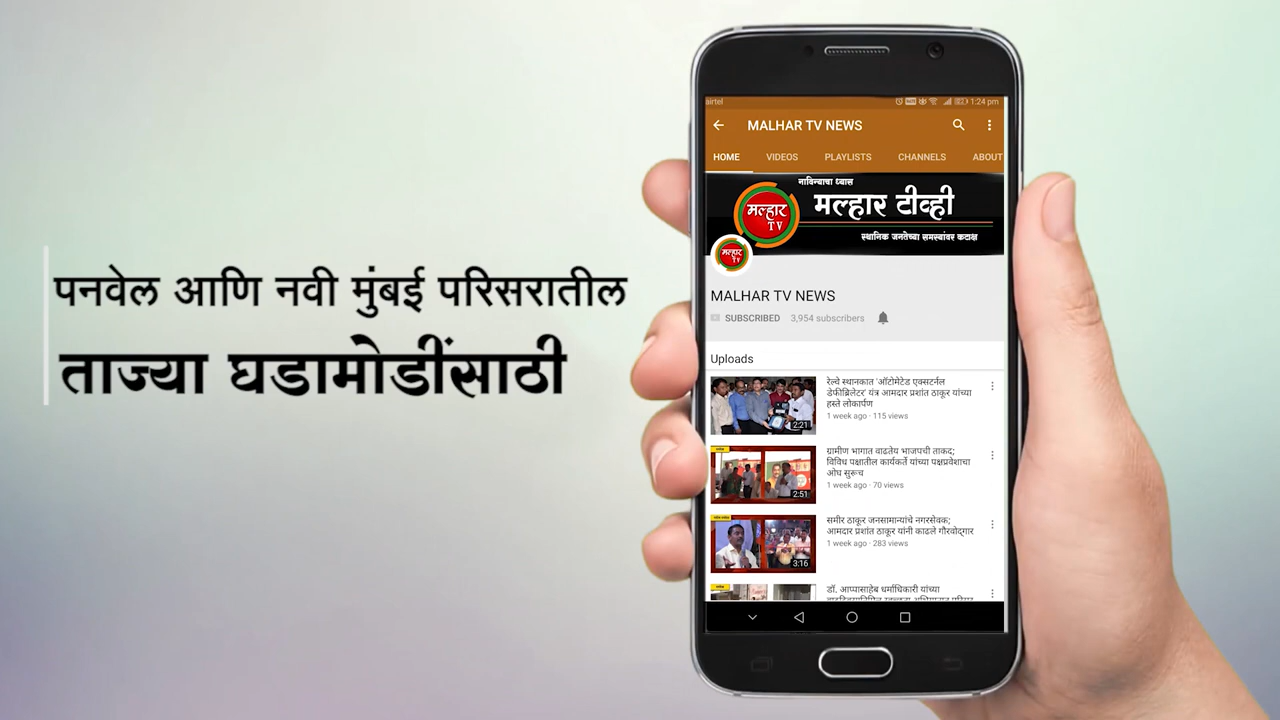 पनवेल आणि नवी मुंबई परिसरातील
ताज्या घडामोडींसाठी
airtel
1:24 pm
MALHAR TV NEWS
HOME VIDEOS PLAYLISTS CHANNELS ABOUT
नाविन्याचा ध्यास
मल्हार टीव्ही
मल्हार
TV
स्थानिक जनतेच्या समस्यांवर कटाक्ष
मल्हार
TV
MALHAR TV NEWS
SUBSCRIBED 3,954 subscribers
Uploads
रेल्वे स्थानकात 'ऑटोमेटेड एक्सटर्नल
डेफीब्रिलेटर' यंत्र आमदार प्रशांत ठाकूर यांच्या
हस्ते लोकार्पण
1 week ago · 115 views
2:21
ग्रामीण भागात वाढतेय भाजपची ताकद;
विविध पक्षातील कार्यकर्ते यांच्या पक्षप्रवेशाचा
ओघ सुरूच
1 week ago · 70 views
2:51
समीर ठाकूर जनसामान्यांचे नगरसेवक;
आमदार प्रशांत ठाकूर यांनी काढले गौरवोद्गार
1 week ago · 283 views
3:16
डॉ. आप्पासाहेब धर्माधिकारी यांच्या